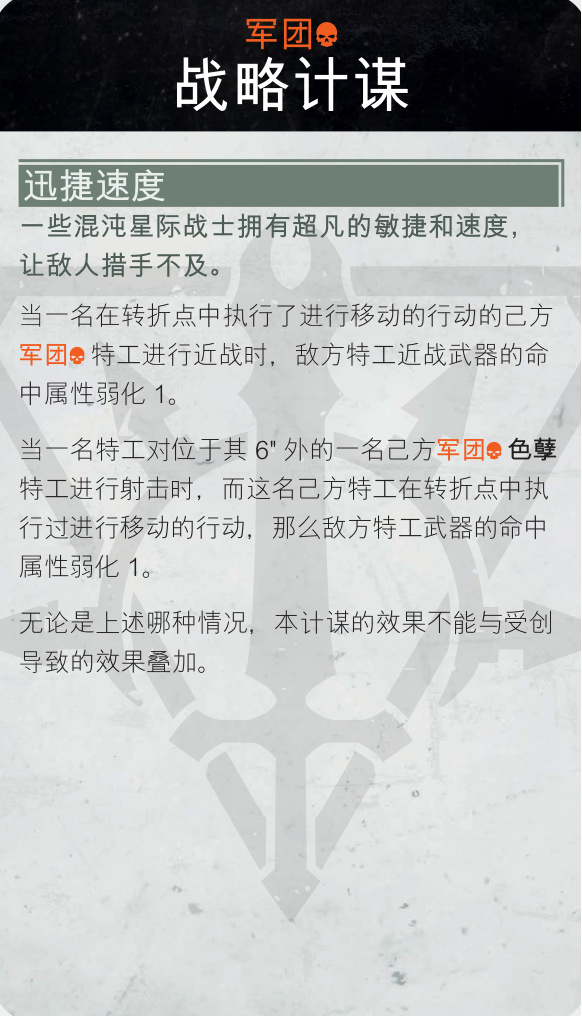 军团
战略计谋
迅捷速度
一些混沌星际战士拥有超凡的敏捷和速度，
让敌人措手不及。
当一名在转折点中执行了进行移动的行动的己方
军团 特工进行近战时，敌方特工近战武器的命
中属性弱化 1。
当一名特工对位于其 6" 外的一名己方军团 色孽
特工进行射击时，而这名己方特工在转折点中执
行过进行移动的行动，那么敌方特工武器的命中
属性弱化 1。
无论是上述哪种情况，本计谋的效果不能与受创
导致的效果叠加。